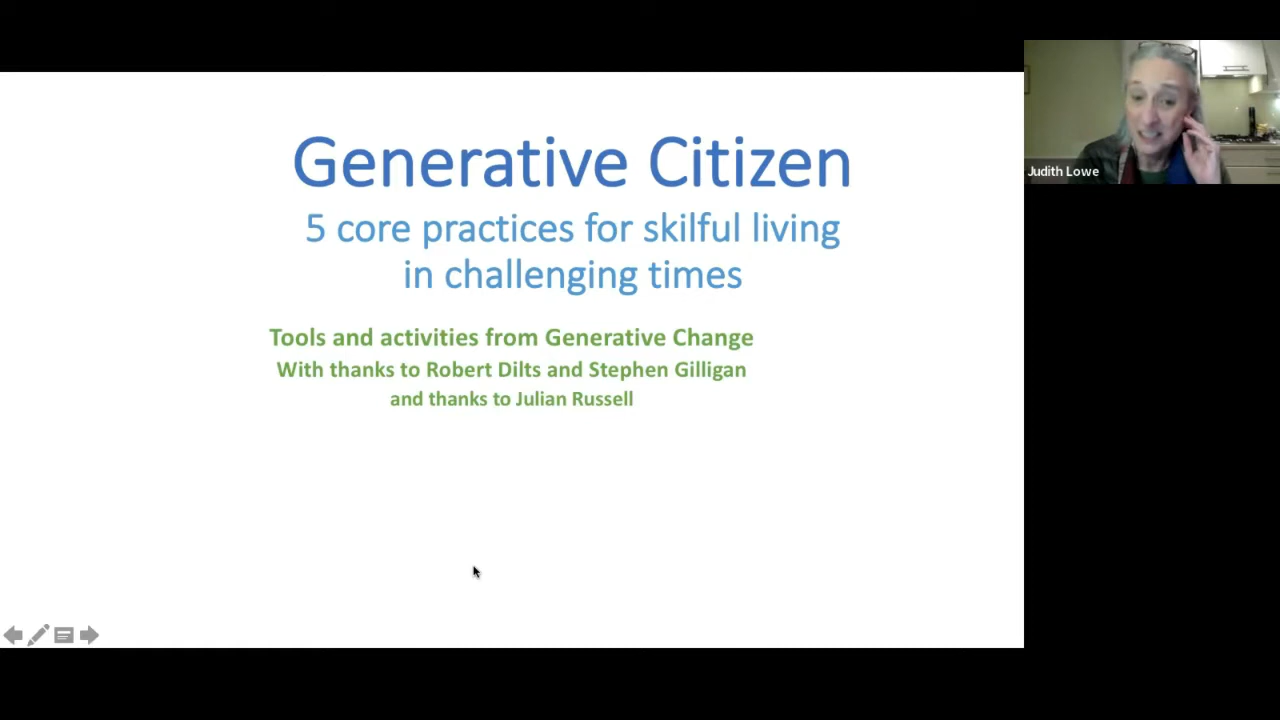 Generative Citizen
5 core practices for skilful living
in challenging times
Tools and activities from Generative Change
With thanks to Robert Dilts and Stephen Gilligan
and thanks to Julian Russell
Judith Lowe